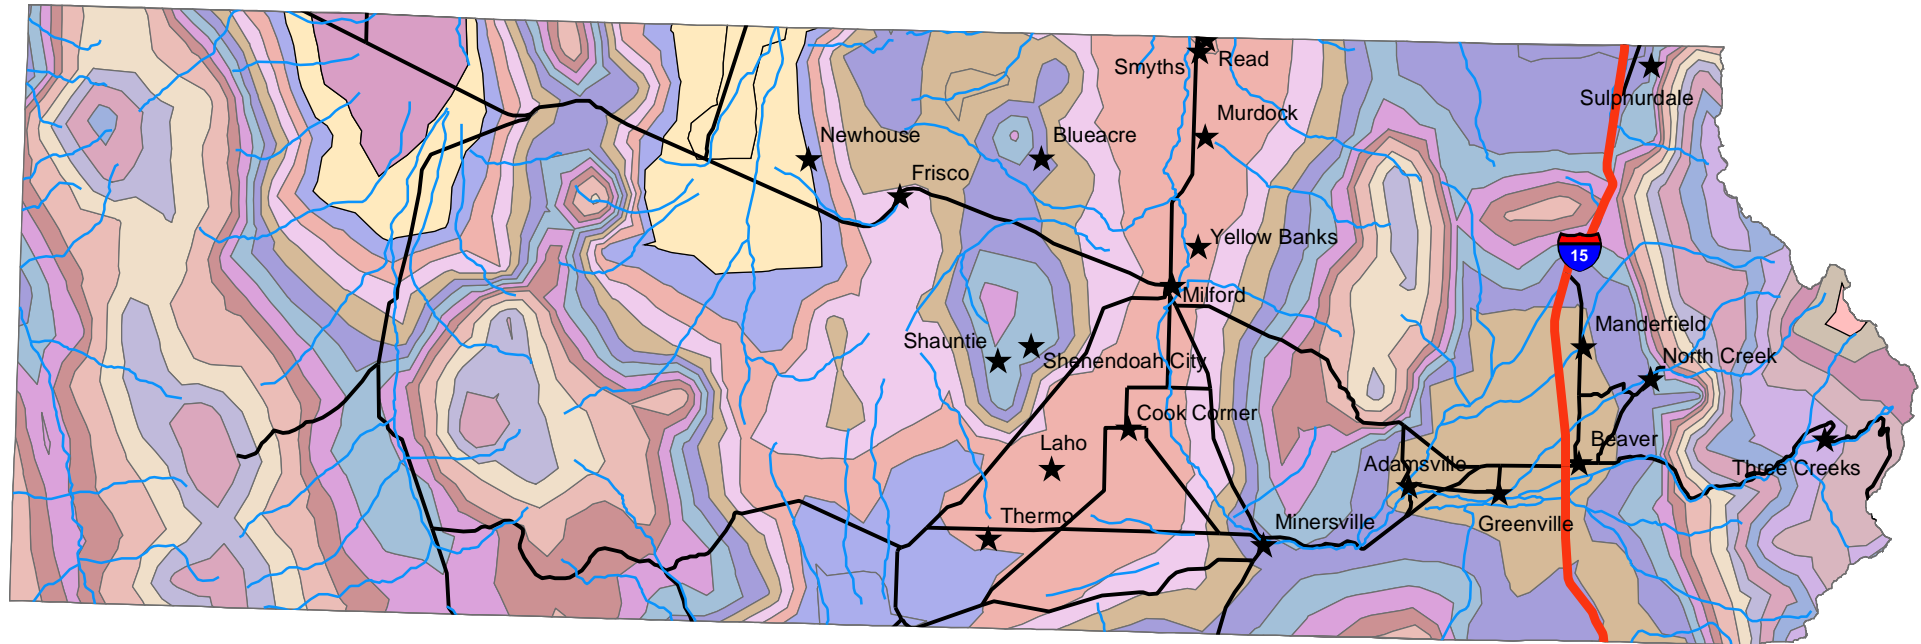 Read
Smyths
Sulphurdale
Murdock
Newhouse
Blueacre
Frisco
Yellow Banks
15
Milford
Manderfield
Shauntie
North Creek
Shenendoah City
Cook Corner
Laho
Beaver
Adamsville
Three Creeks
Thermo
Minersville
Greenville